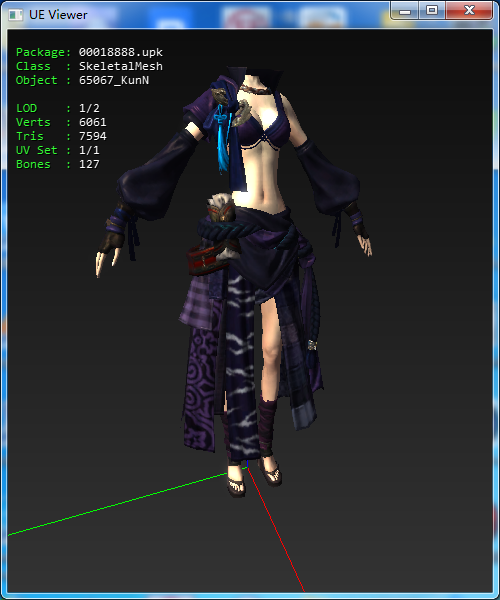 UE Viewer
Package: 00018888.upk
Class : SkeletalMesh
Object : 65067_KunN
LOD : 1/2
Verts : 6061
Tris : 7594
UV Set : 1/1
Bones : 127